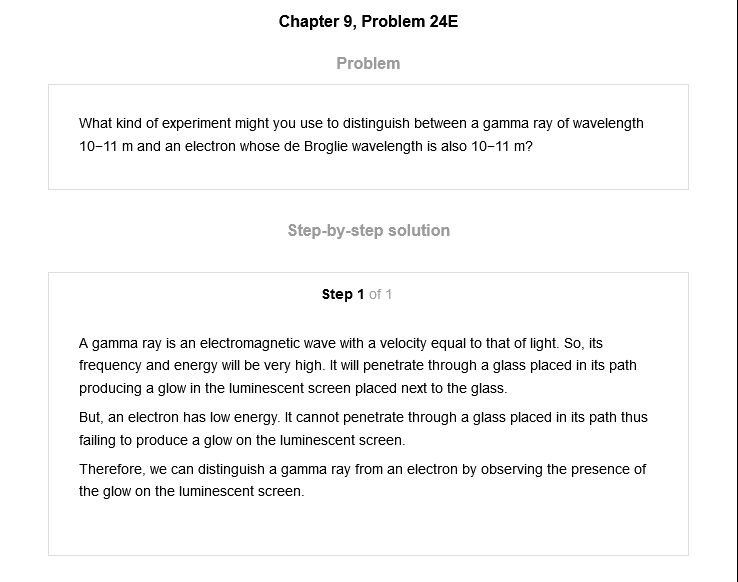 Chapter 9, Problem 24E
Problem
What kind of experiment might you use to distinguish between a gamma ray of wavelength
10−11 m and an electron whose de Broglie wavelength is also 10−11 m?
Step-by-step solution
Step 1 of 1
A gamma ray is an electromagnetic wave with a velocity equal to that of light. So, its
frequency and energy will be very high. It will penetrate through a glass placed in its path
producing a glow in the luminescent screen placed next to the glass.
But, an electron has low energy. It cannot penetrate through a glass placed in its path thus
failing to produce a glow on the luminescent screen.
Therefore, we can distinguish a gamma ray from an electron by observing the presence of
the glow on the luminescent screen.